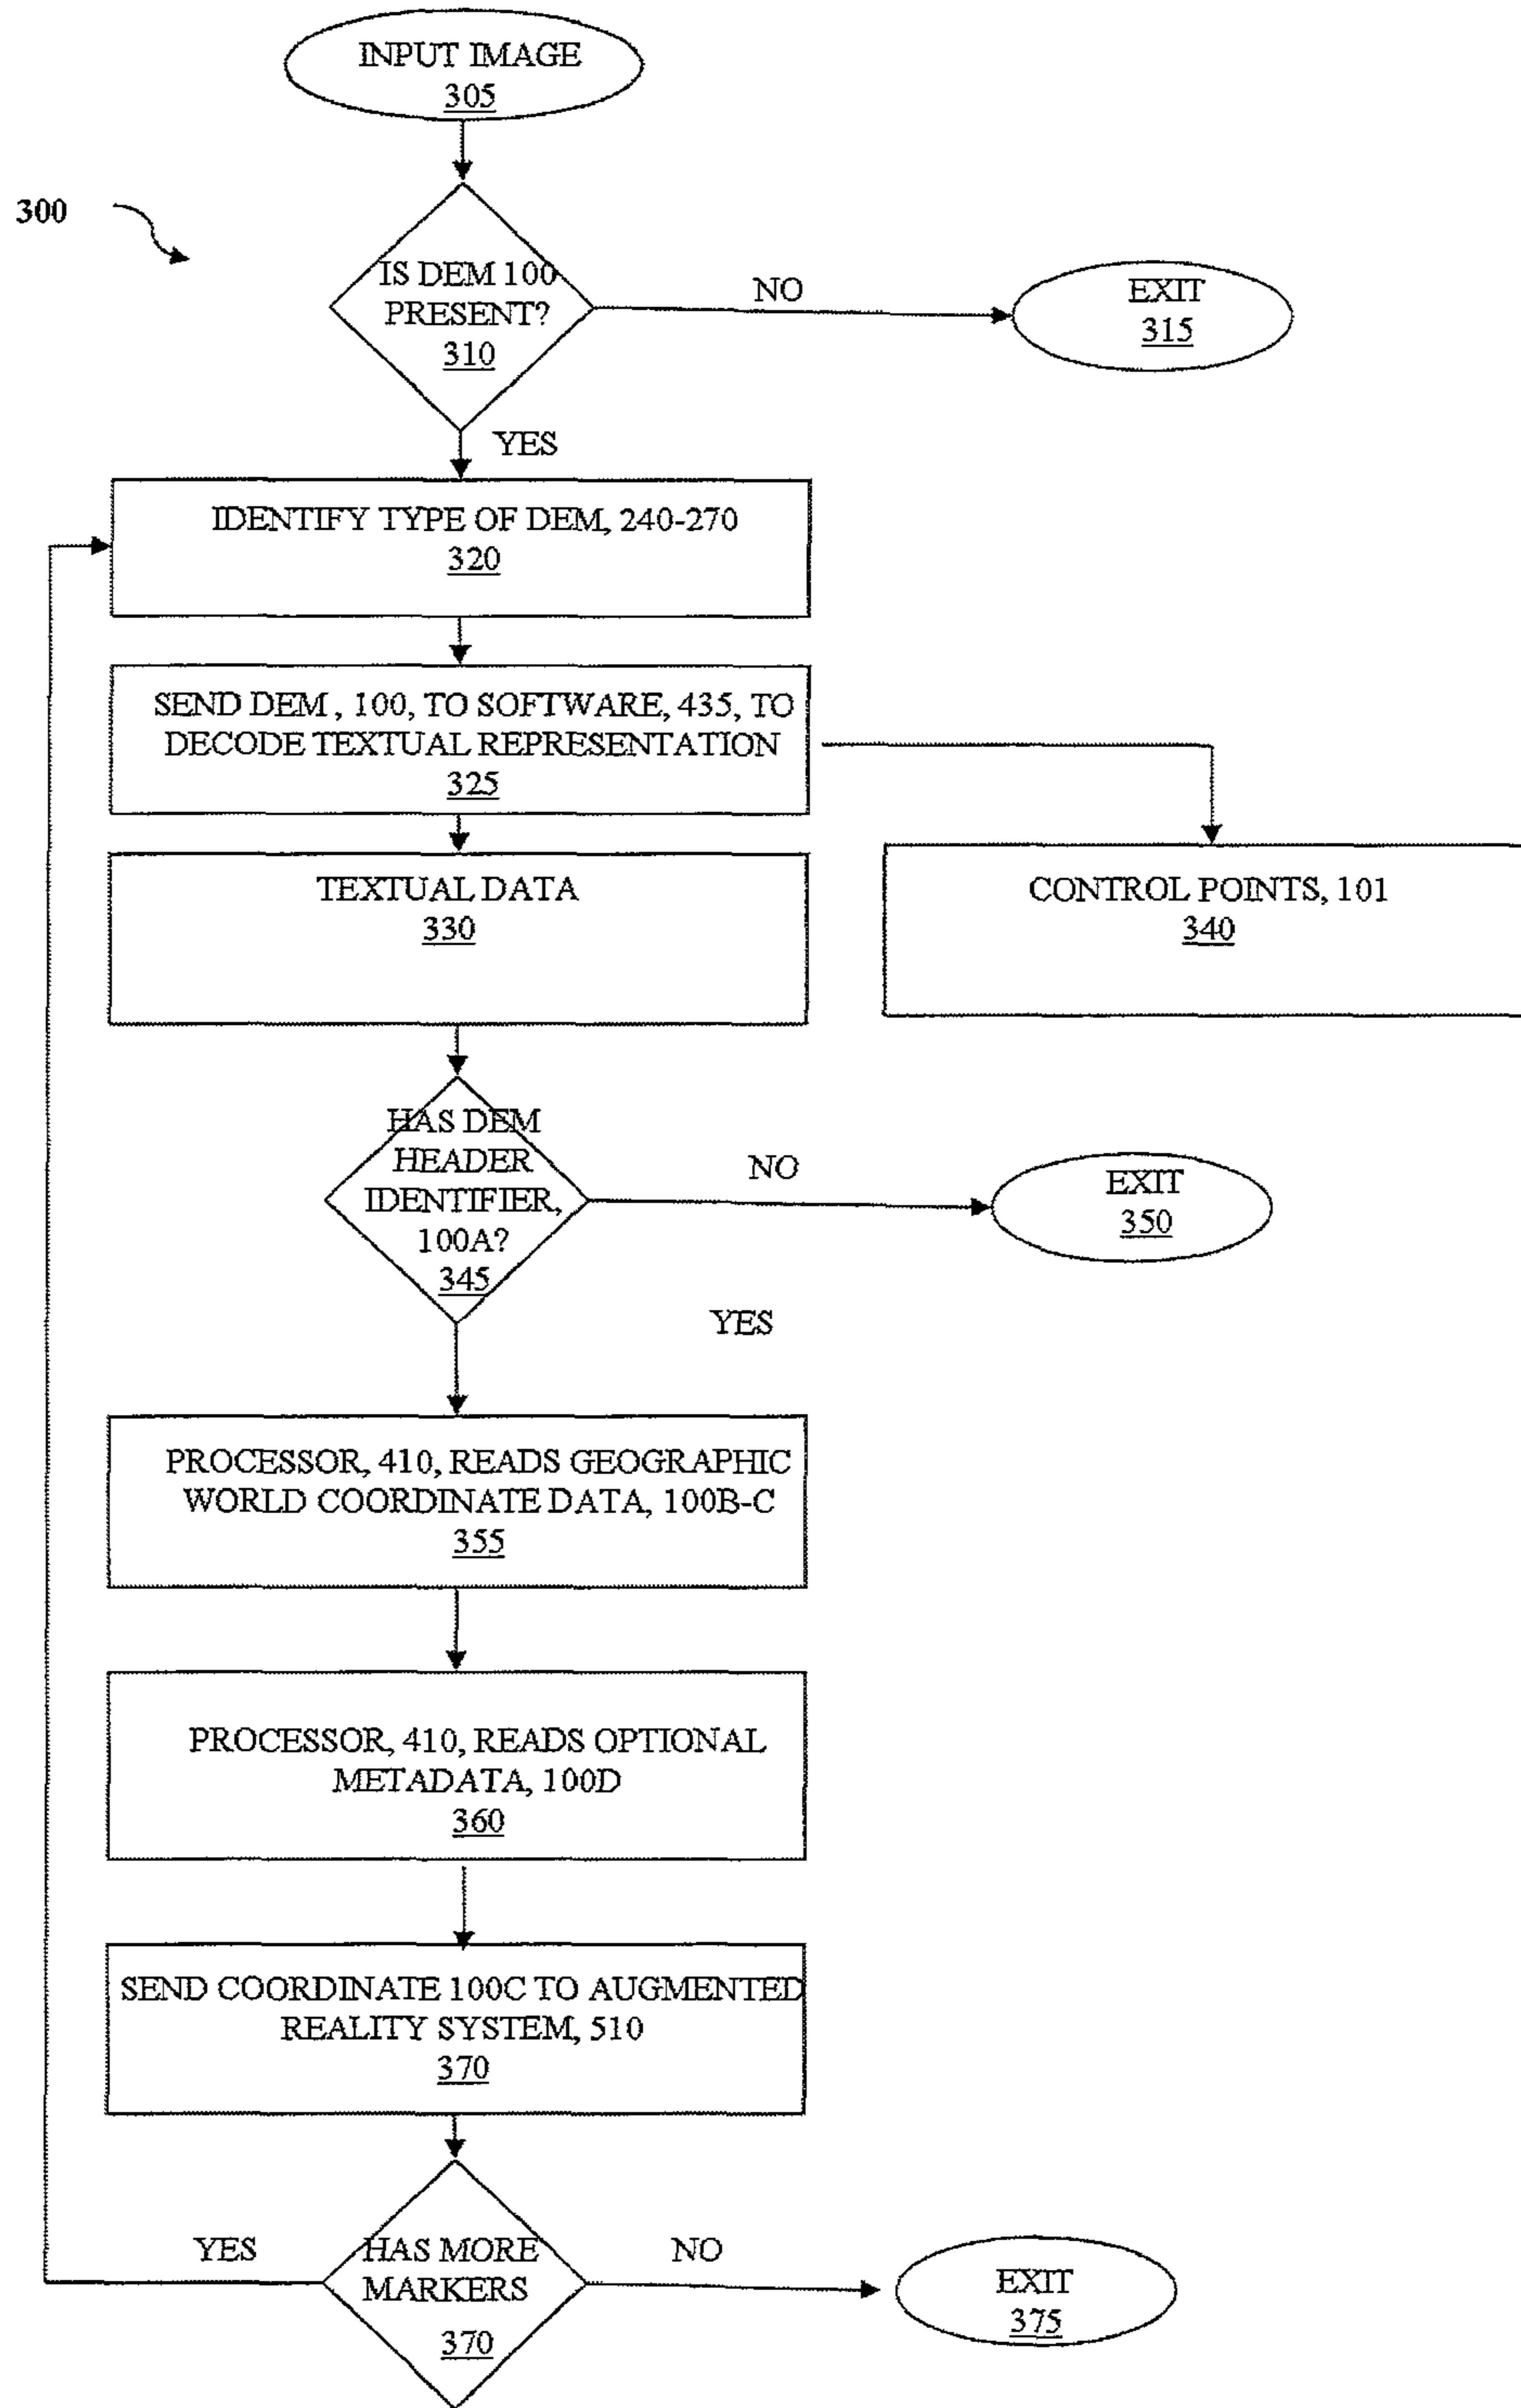 INPUT IMAGE
305
300
IS DEM 100
PRESENT?
310
NO
EXIT
315
YES
IDENTIFY TYPE OF DEM, 240-270
320
SEND DEM , 100, TO SOFTWARE, 435, TO
DECODE TEXTUAL REPRESENTATION
325
TEXTUAL DATA
330
CONTROL POINTS, 101
340
HAS DEM
HEADER
IDENTIFIER,
100A?
345
NO
EXIT
350
YES
PROCESSOR, 410, READS GEOGRAPHIC
WORLD COORDINATE DATA, 100B-C
355
PROCESSOR, 410, READS OPTIONAL
METADATA, 100D
360
SEND COORDINATE 100C TO AUGMENTED
REALITY SYSTEM, 510
370
YES
HAS MORE
MARKERS
370
NO
EXIT
375